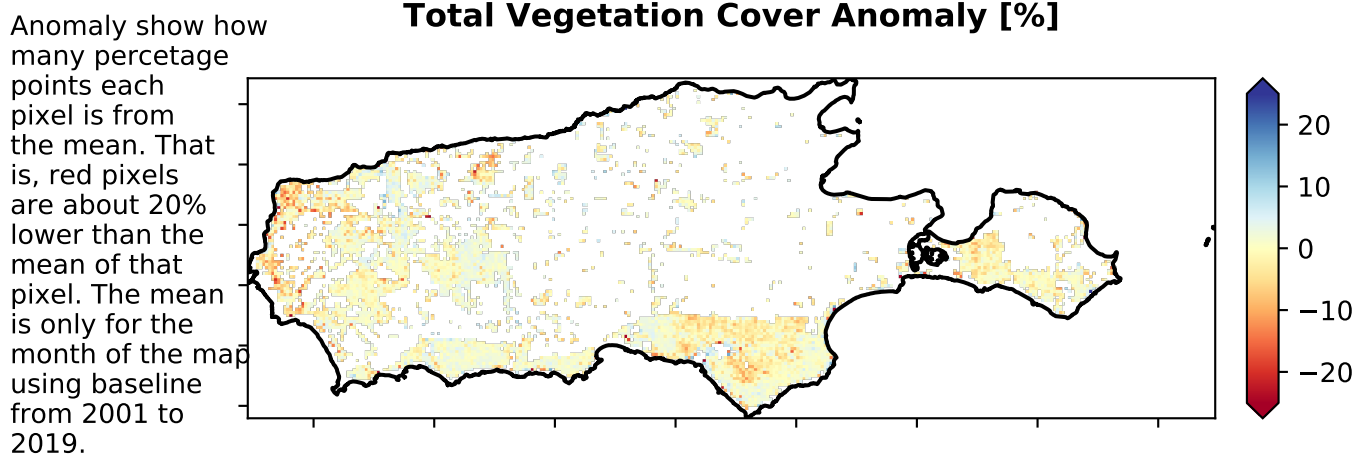 Total Vegetation Cover Anomaly [%]
Anomaly show how
many percetage
points each
pixel is from
the mean. That
is, red pixels
are about 20%
lower than the
mean of that
pixel. The mean
is only for the
month of the map
using baseline
from 2001 to
2019.
20
10
0
−10
−20